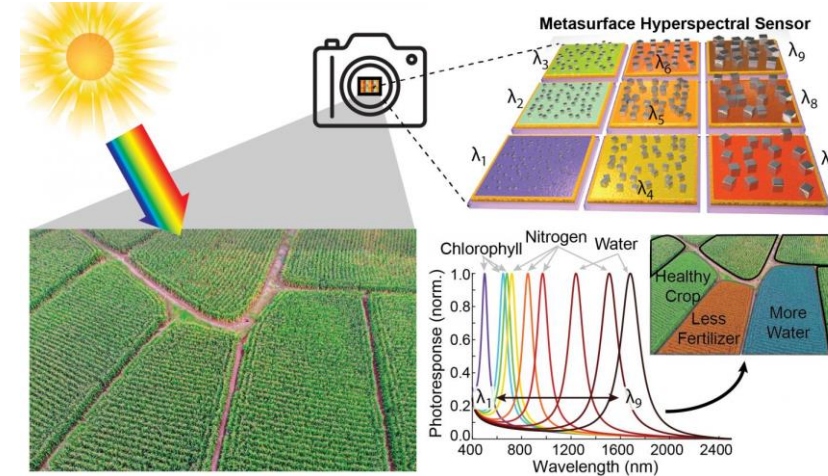 Metasurface Hyperspectral Sensor
λ3
λ6
λ9
λ2
λ5
λ8
λ1
λ4
λ
Chlorophyll
Nitrogen
Water
Photoresponse (norm.)
1.0
0.8
0.6
0.4
0.2
0.0
λ1
λ9
400
800
1200
1600
2000
2400
Wavelength (nm)
Healthy
Crop
Less
Fertilizer
More
Water